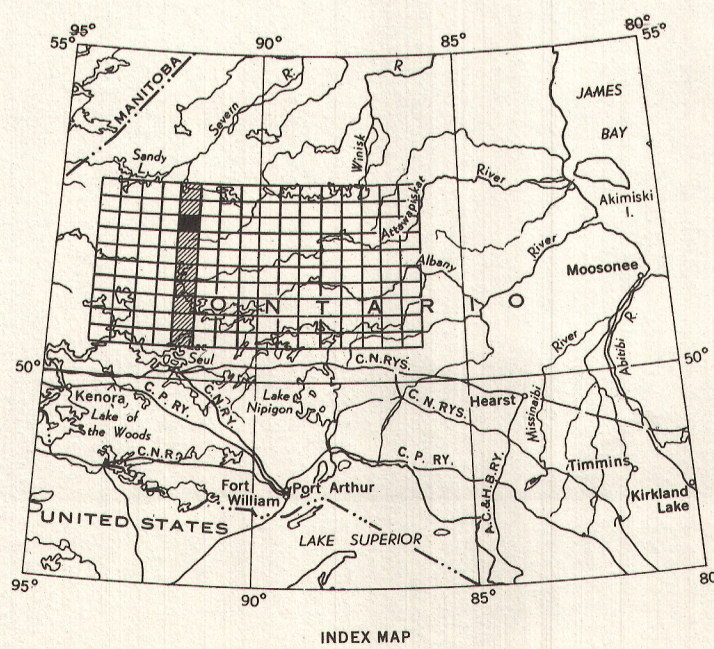 95°
90°
85°
80°
55°
55°
MANITOBA
Severn R.
R
Winisk
JAMES
BAY
Sandy
L.
River
Attawapiskat
Akimiski
I.
Albany
River
Moosonee
ONTARIO
Lac
Seul
C.N.RYS.
River
Abitibi R.
50°
50°
Kenora
C.P.RY.
C.N.RY.
Lake
Nipigon
C.N.RYS.
Hearst
Missinaibi
Lake of
the Woods
C.N.R.
C.P.RY.
Timmins
Fort
William
Port Arthur
A.C.&H.B.RY.
Kirkland
Lake
UNITED STATES
LAKE SUPERIOR
95°
90°
85°
80
INDEX MAP